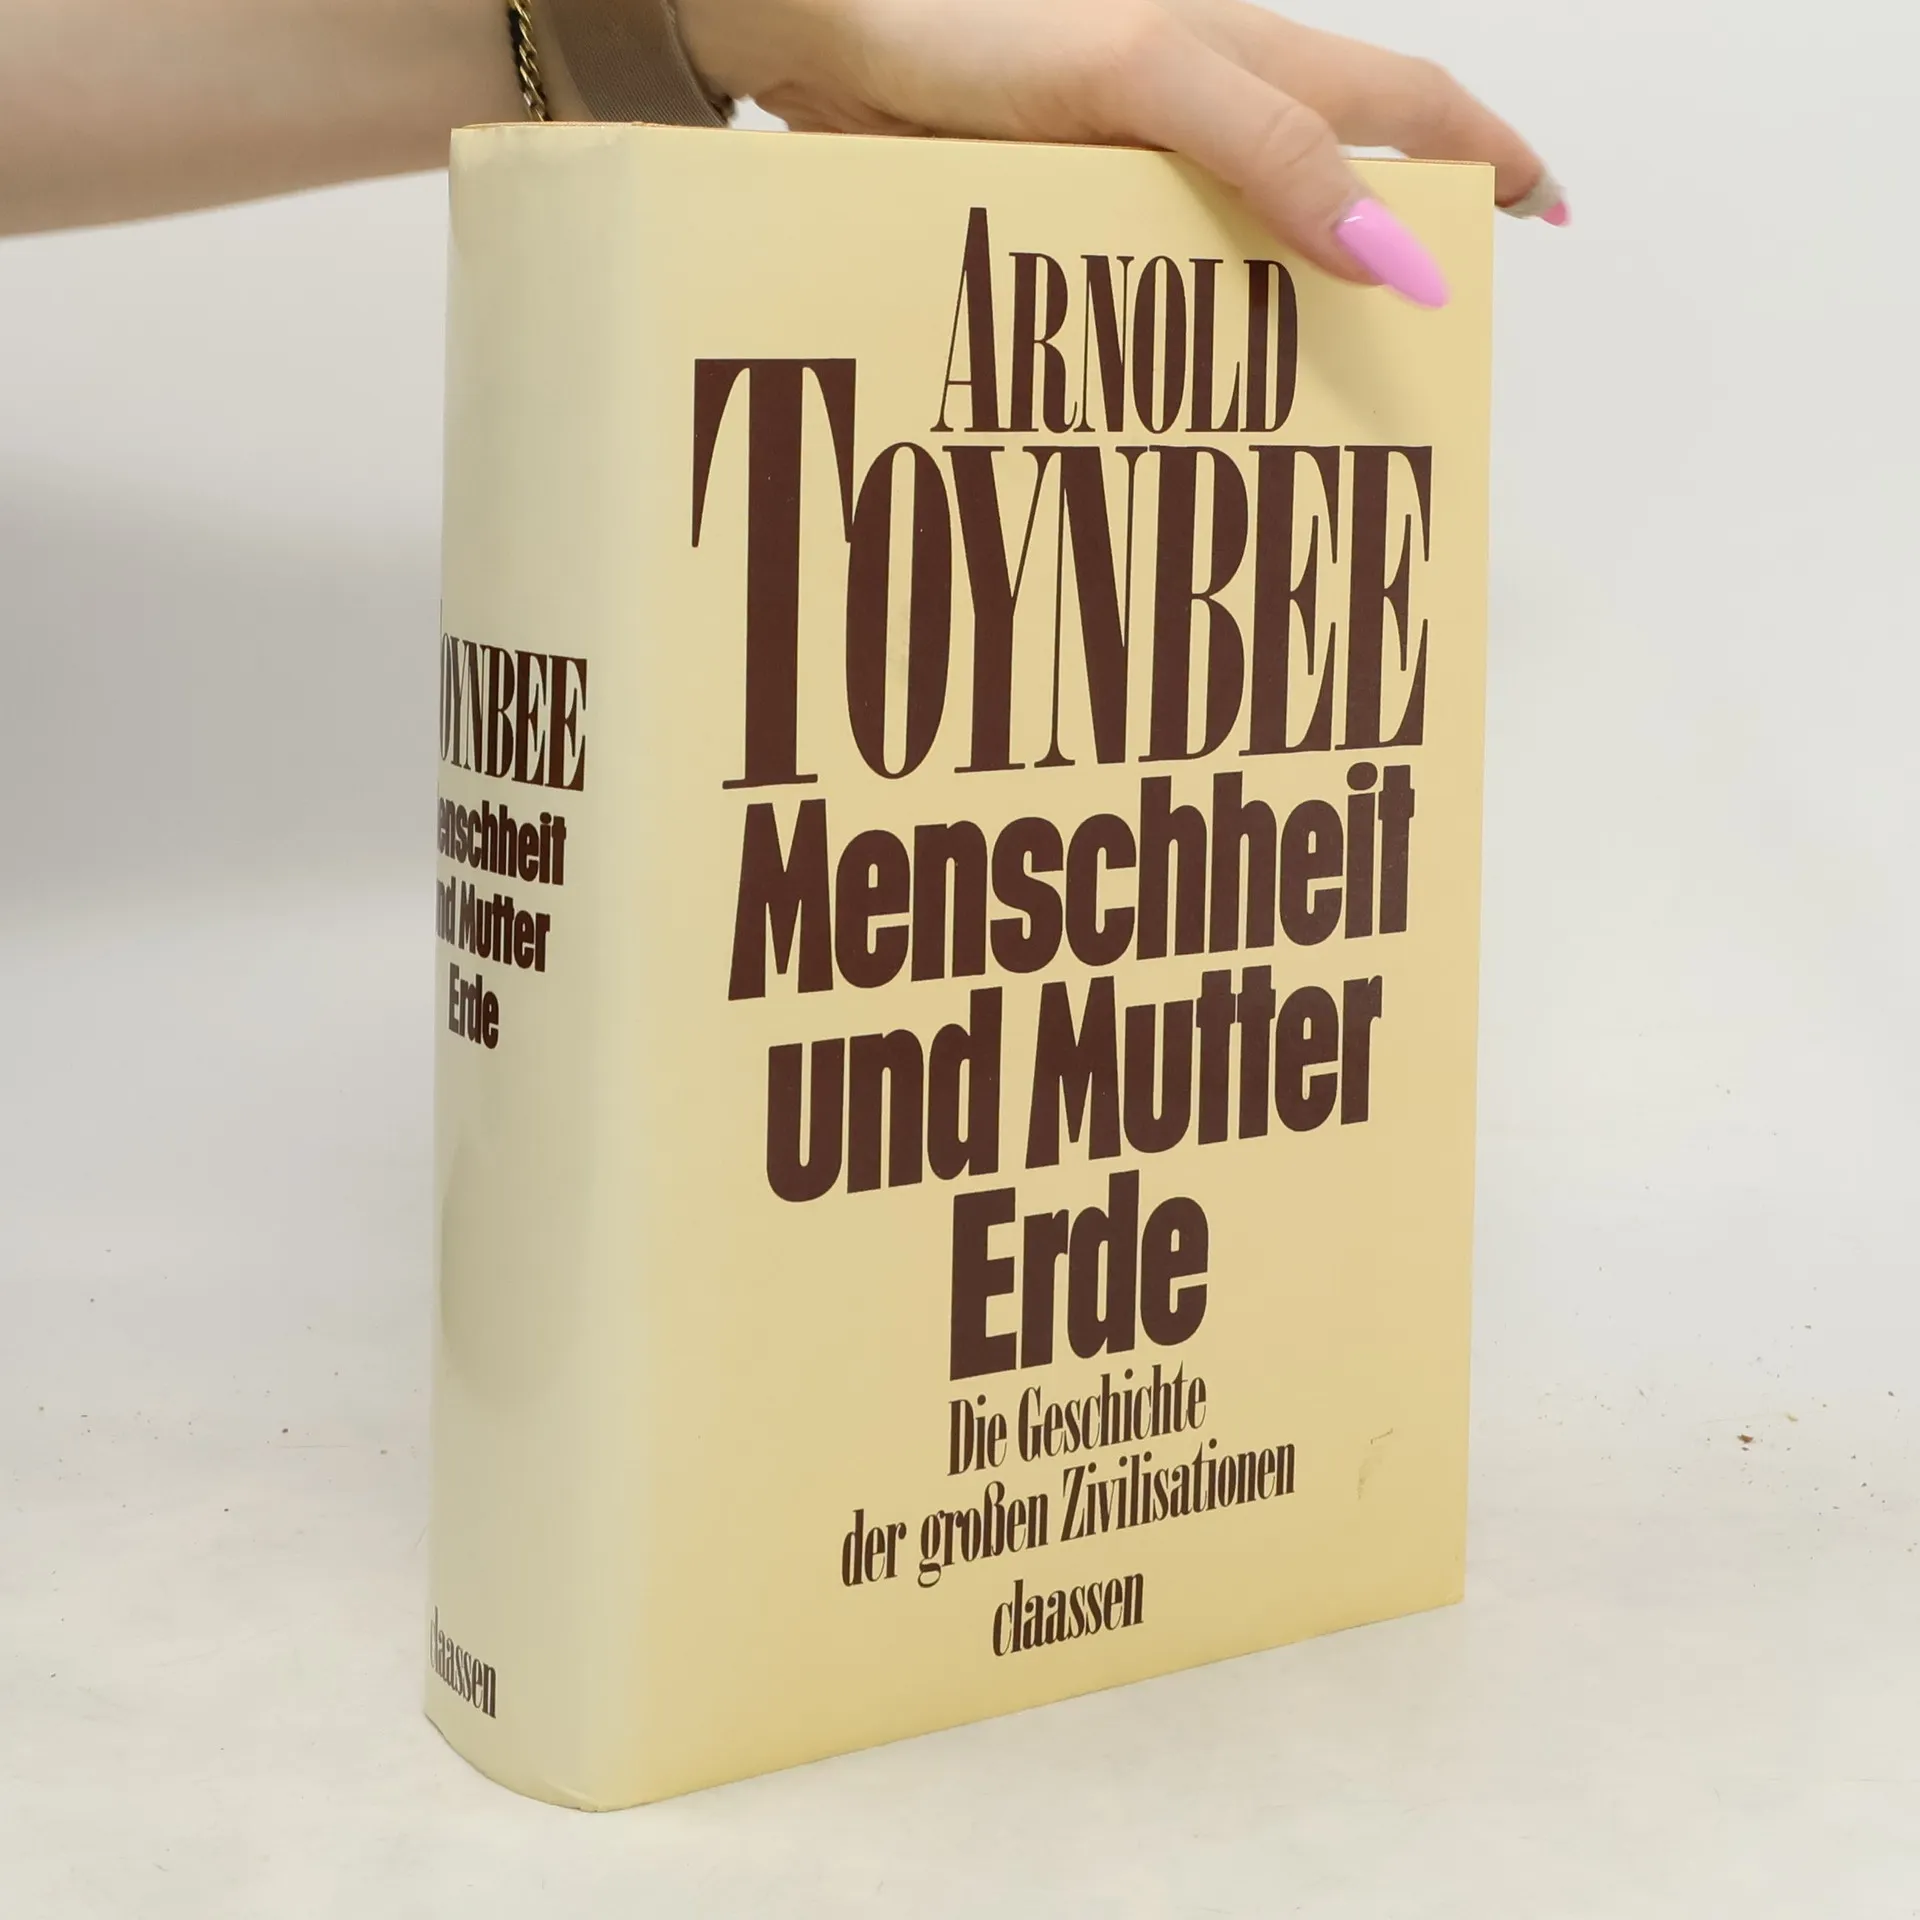 ARNOLD
TOYNBEE
Menschheit
und Mutter
Erde
Die Geschichte
der großen Zivilisationen
claassen
TOYNBEE
Menschheit
und Mutter
Erde
claassen